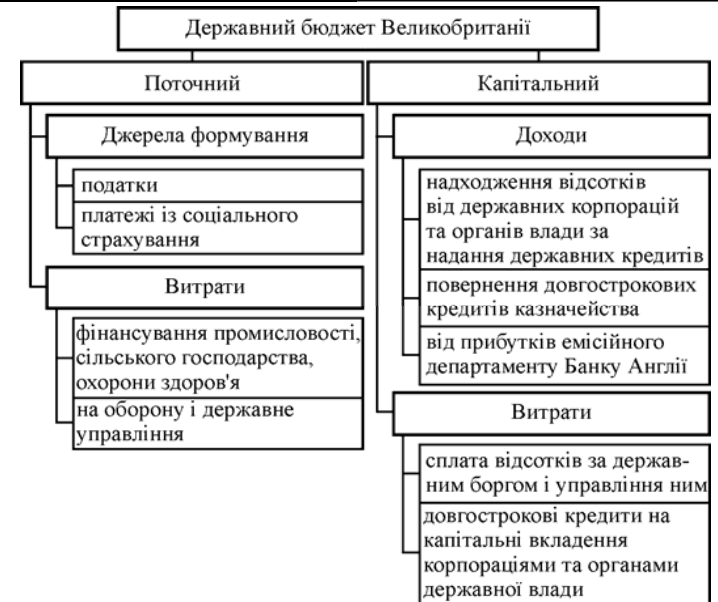 Державний бюджет Великобританії
Поточний
Джерела формування
податки
платежі із соціального
страхування
Витрати
фінансування промисловості,
сільського господарства,
охорони здоров'я
на оборону і державне
управління
Капітальний
Доходи
надходження відсотків
від державних корпорацій
та органів влади за
надання державних кредитів
повернення довгострокових
кредитів казначейства
від прибутків емісійного
департаменту Банку Англії
Витрати
сплата відсотків за держав-
ним боргом і управління ним
довгострокові кредити на
капітальні вкладення
корпораціями та органами
державної влади